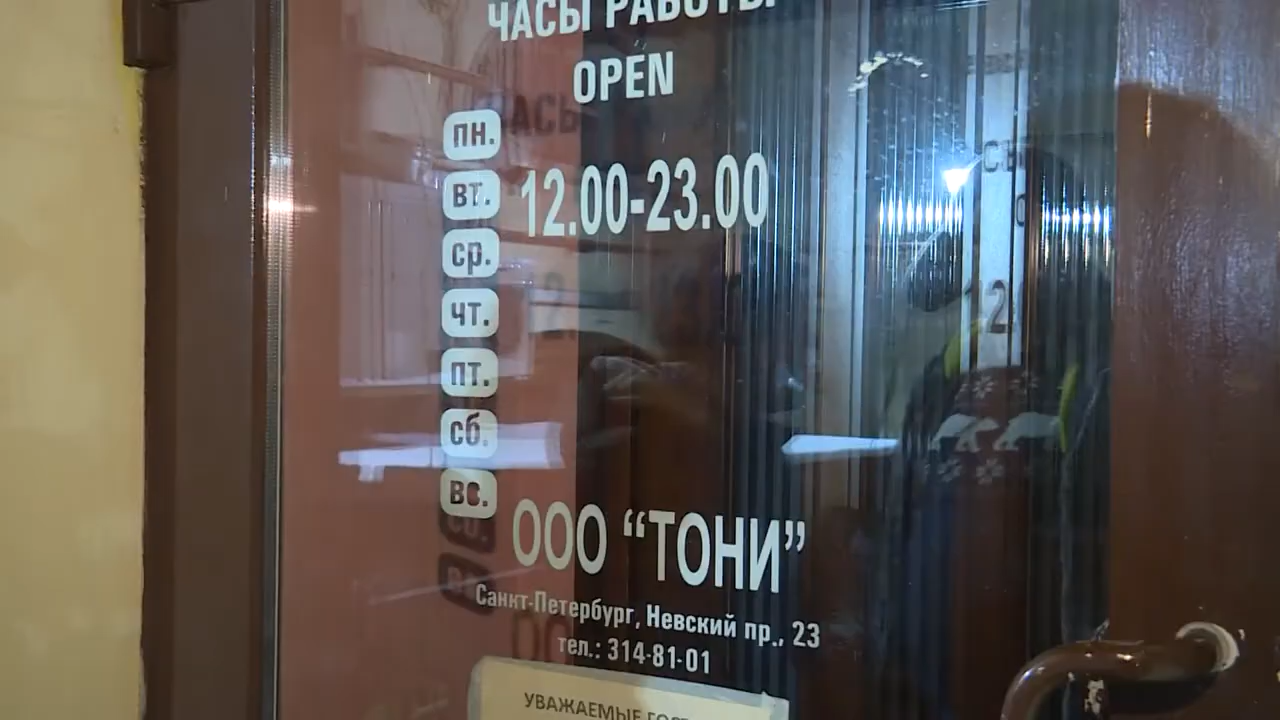 ЧАСЫ РАБОТЫ
OPEN
пн.
вт.
12.00-23.00
ср.
чт.
пт.
сб.
вс.
ООО “ТОНИ”
Санкт-Петербург, Невский пр., 23
тел.: 314-81-01
УВАЖАЕМЫЕ